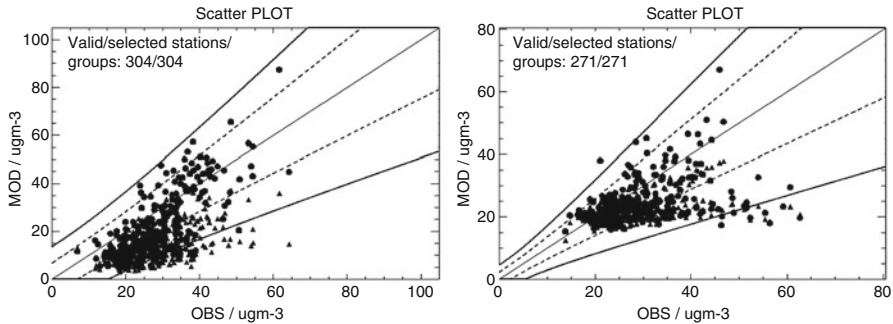 Scatter PLOT
Valid/selected stations/
groups: 304/304
MOD / ugm-3
100
80
60
40
20
0
0 20 40 60 80 100
OBS / ugm-3
Scatter PLOT
Valid/selected stations/
groups: 271/271
MOD / ugm-3
80
60
40
20
0
0 20 40 60 80
OBS / ugm-3